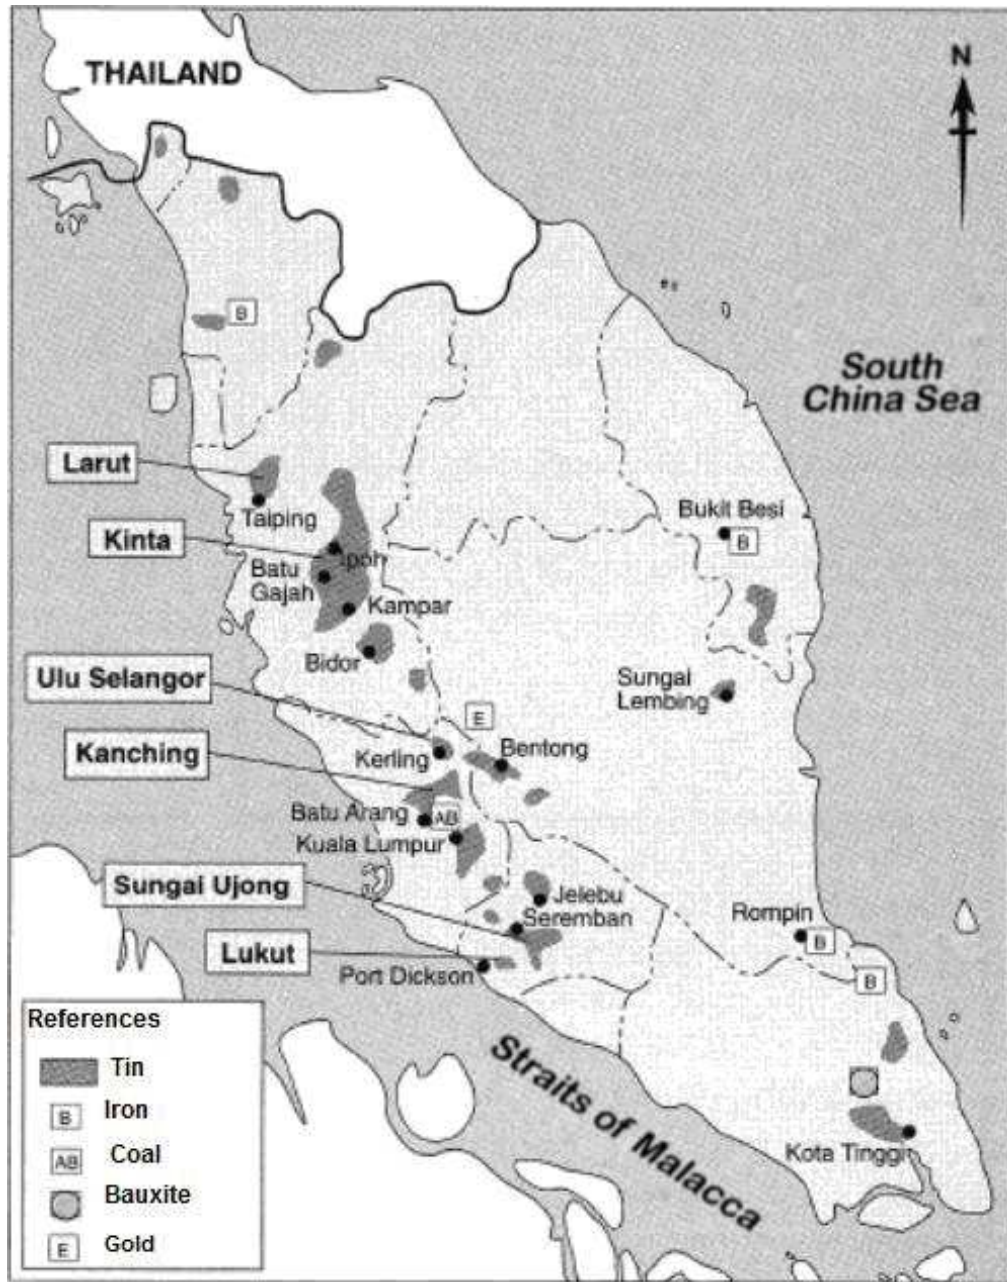 THAILAND
N
B
South
China Sea
Larut
Taiping
Kinta
Ipoh
Batu
Gajah
Kampar
Bukit Besi
B
Bidor
Ulu Selangor
Sungai
Lembing
E
Kanching
Kerling
Bentong
Batu Arang
AB
Kuala Lumpur
Sungai Ujong
Jelebu
Seremban
Rompin
B
Lukut
Port Dickson
B
References
Tin
B
Iron
AB
Coal
Bauxite
E
Gold
Straits of Malacca
Kota Tinggi